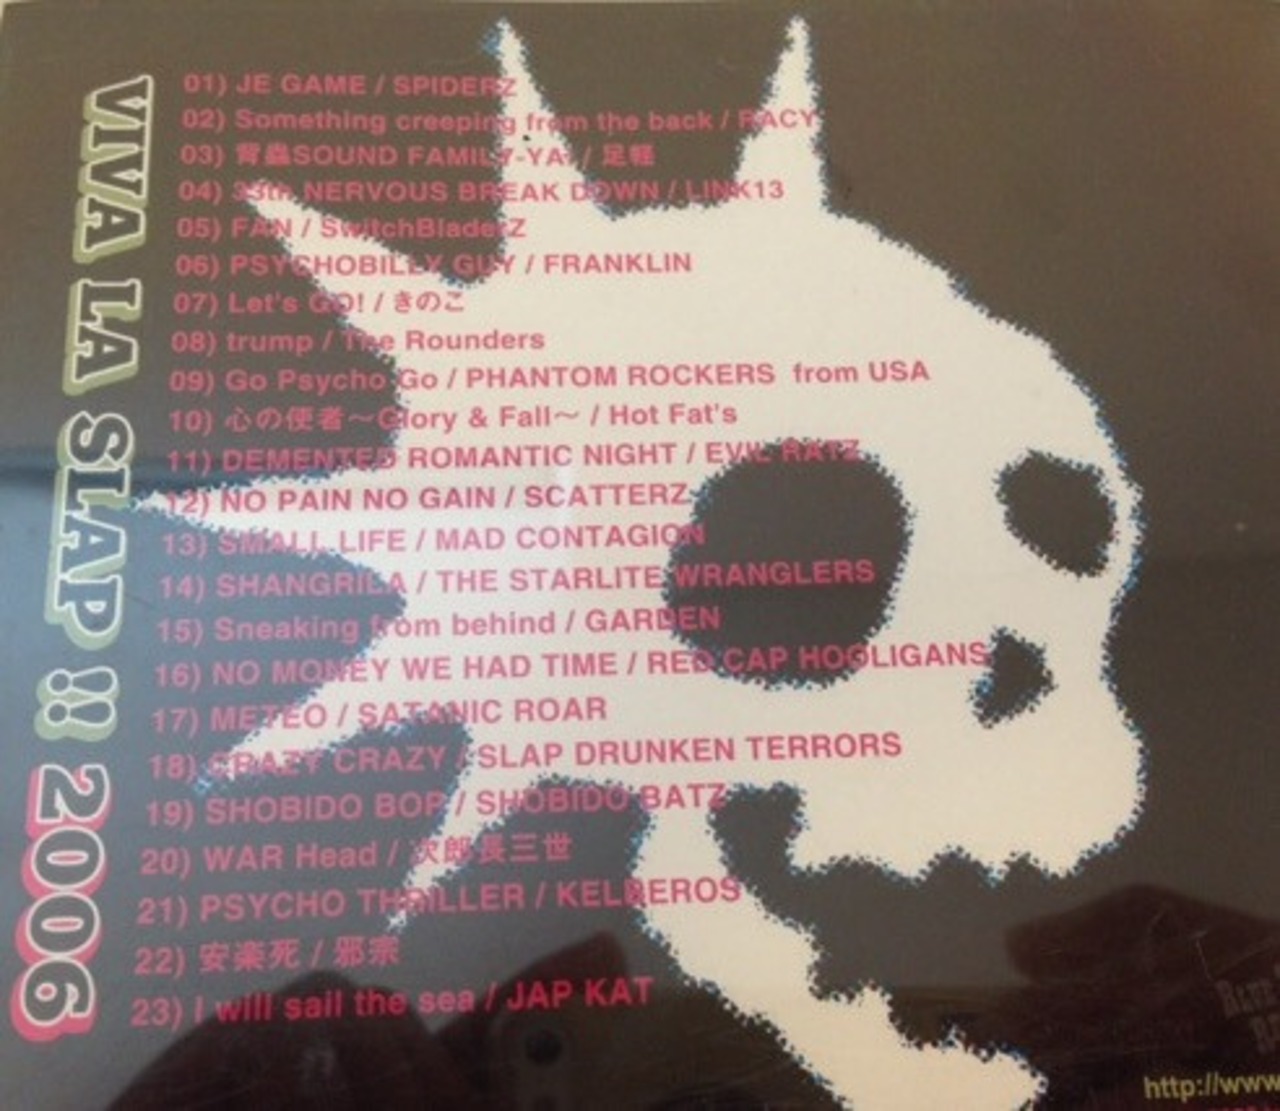 VIVA LA SLAP !! 2006
01) JE GAME / SPIDERZ
02) Something creeping from the back / RACY
03) 背蟲SOUND FAMILY-YA! / 足軽
04) 33th NERVOUS BREAK DOWN / LINK13
05) FAN / SwitchBladerZ
06) PSYCHOBILLY GUY / FRANKLIN
07) Let's GO! / きのこ
08) trump / The Rounders
09) Go Psycho Go / PHANTOM ROCKERS from USA
10) 心の便者〜Glory & Fall〜 / Hot Fat's
11) DEMENTED ROMANTIC NIGHT / EVIL RATZ
12) NO PAIN NO GAIN / SCATTERZ
13) SMALL LIFE / MAD CONTAGION
14) SHANGRILA / THE STARLITE WRANGLERS
15) Sneaking from behind / GARDEN
16) NO MONEY WE HAD TIME / RED CAP HOOLIGANS
17) METEO / SATANIC ROAR
18) CRAZY CRAZY / SLAP DRUNKEN TERRORS
19) SHOBIDO BOP / SHOBIDO BATZ
20) WAR Head / 次郎長三世
21) PSYCHO THRILLER / KELBEROS
22) 安楽死 / 邪宗
23) I will sail the sea / JAP KAT
http://www